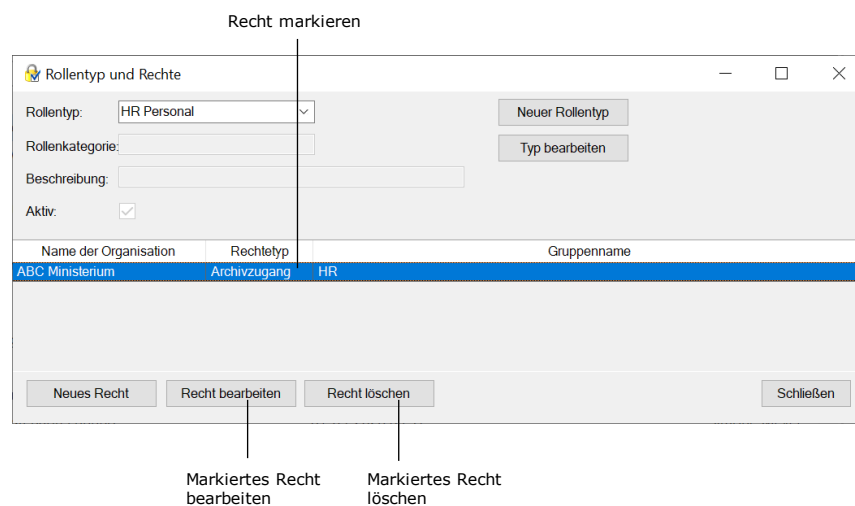 Recht markieren
Rollentyp und Rechte
Rollentyp: HR Personal Neuer Rollentyp
Rollenkategorie: Typ bearbeiten
Beschreibung:
Aktiv:
Name der Organisation Rechtetyp Gruppenname
ABC Ministerium Archivzugang HR
Neues Recht Recht bearbeiten Recht löschen Schließen
Markiertes Recht Markiertes Recht
bearbeiten löschen